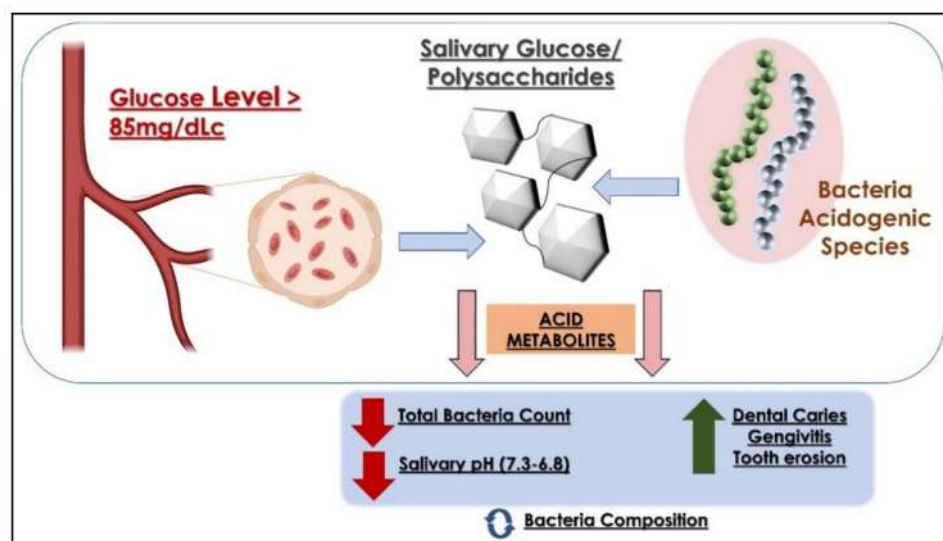 Glucose Level >
85mg/dLc
Salivary Glucose/
Polysaccharides
Bacteria
Acidogenic
Species
ACID
METABOLITES
Total Bacteria Count
Salivary pH (7.3-6.8)
Dental Caries
Gengivitis
Tooth erosion
Bacteria Composition